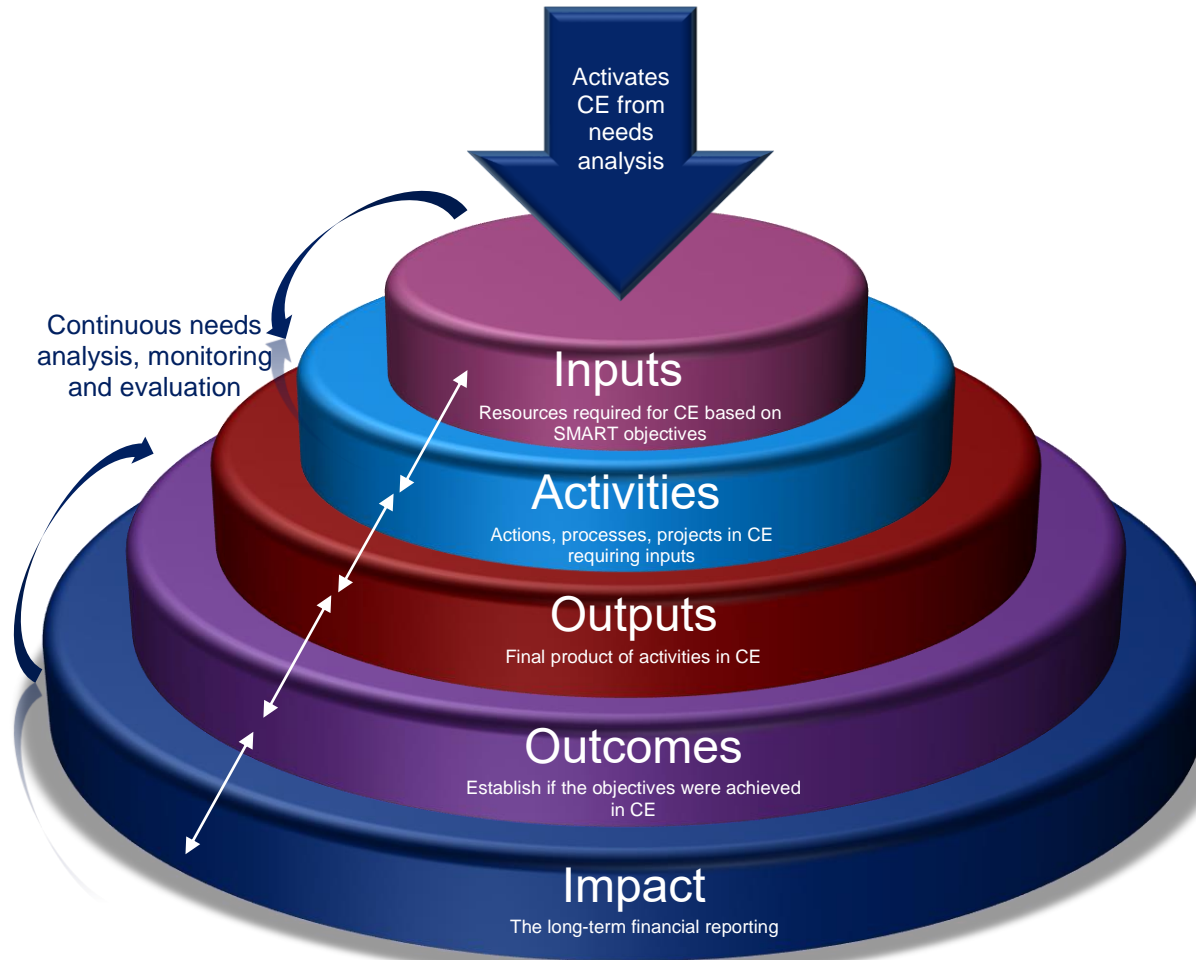 Activates
CE from
needs
analysis
Continuous needs
analysis, monitoring
and evaluation
Inputs
Resources required for CE based on
SMART objectives
Activities
Actions, processes, projects in CE
requiring inputs
Outputs
Final product of activities in CE
Outcomes
Establish if the objectives were achieved
in CE
Impact
The long-term financial reporting